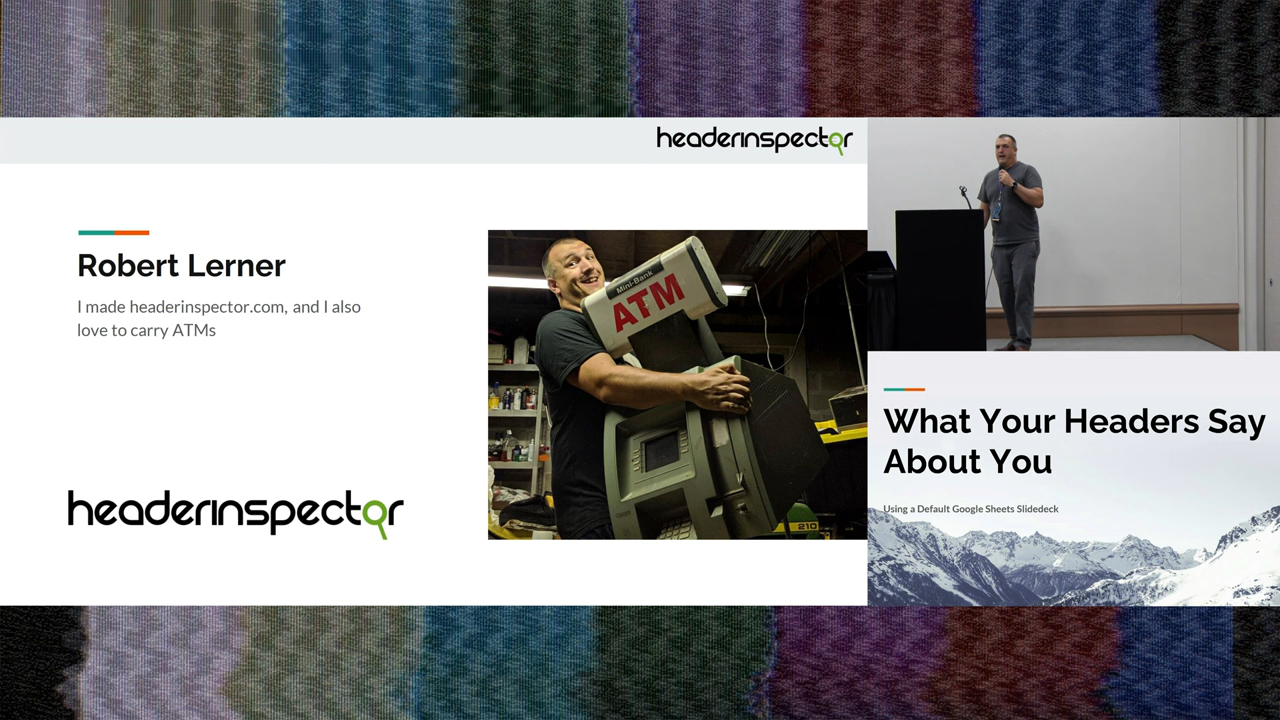 headerinspector
Robert Lerner
I made headerinspector.com, and I also
love to carry ATMs
Mini-Bank
ATM
210
headerinspector
What Your Headers Say
About You
Using a Default Google Sheets Slidedeck